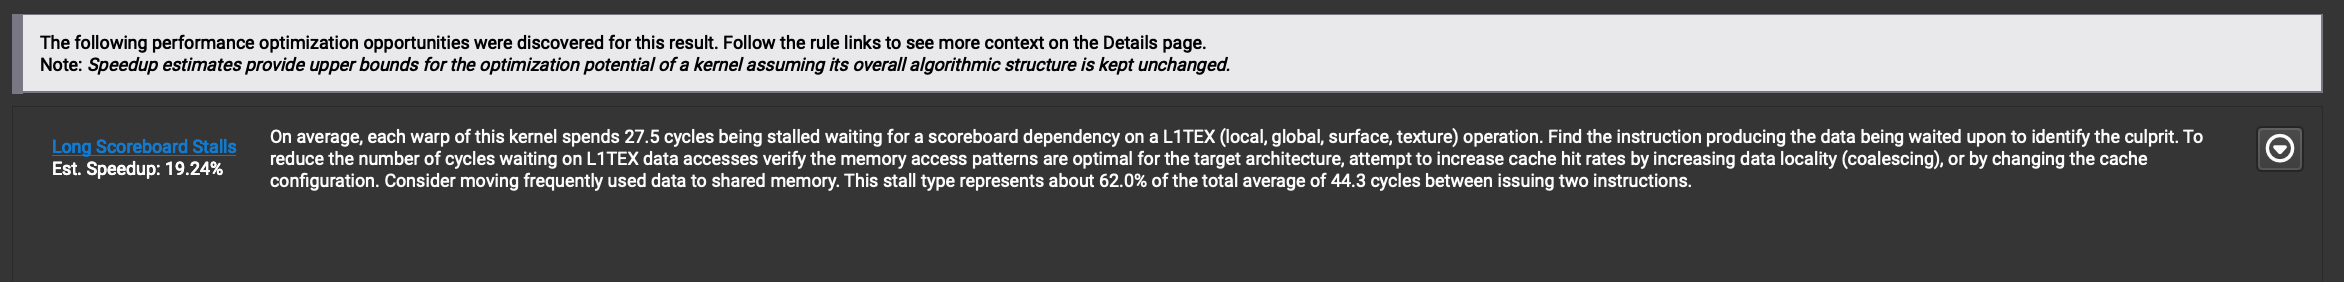 The following performance optimization opportunities were discovered for this result. Follow the rule links to see more context on the Details page.
Note: Speedup estimates provide upper bounds for the optimization potential of a kernel assuming its overall algorithmic structure is kept unchanged.
Long Scoreboard Stalls
Est. Speedup: 19.24%
On average, each warp of this kernel spends 27.5 cycles being stalled waiting for a scoreboard dependency on a L1TEX (local, global, surface, texture) operation. Find the instruction producing the data being waited upon to identify the culprit. To
reduce the number of cycles waiting on L1TEX data accesses verify the memory access patterns are optimal for the target architecture, attempt to increase cache hit rates by increasing data locality (coalescing), or by changing the cache
configuration. Consider moving frequently used data to shared memory. This stall type represents about 62.0% of the total average of 44.3 cycles between issuing two instructions.